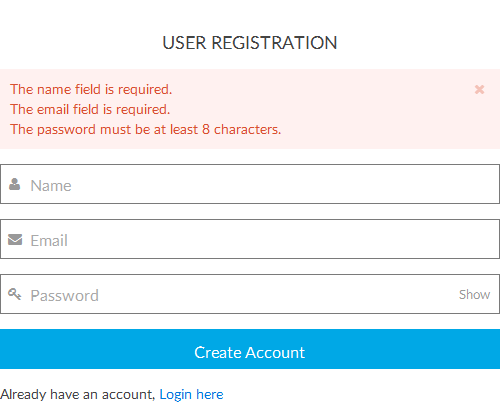 USER REGISTRATION
The name field is required.
The email field is required.
The password must be at least 8 characters.
Name
Email
Password Show
Create Account
Already have an account, Login here